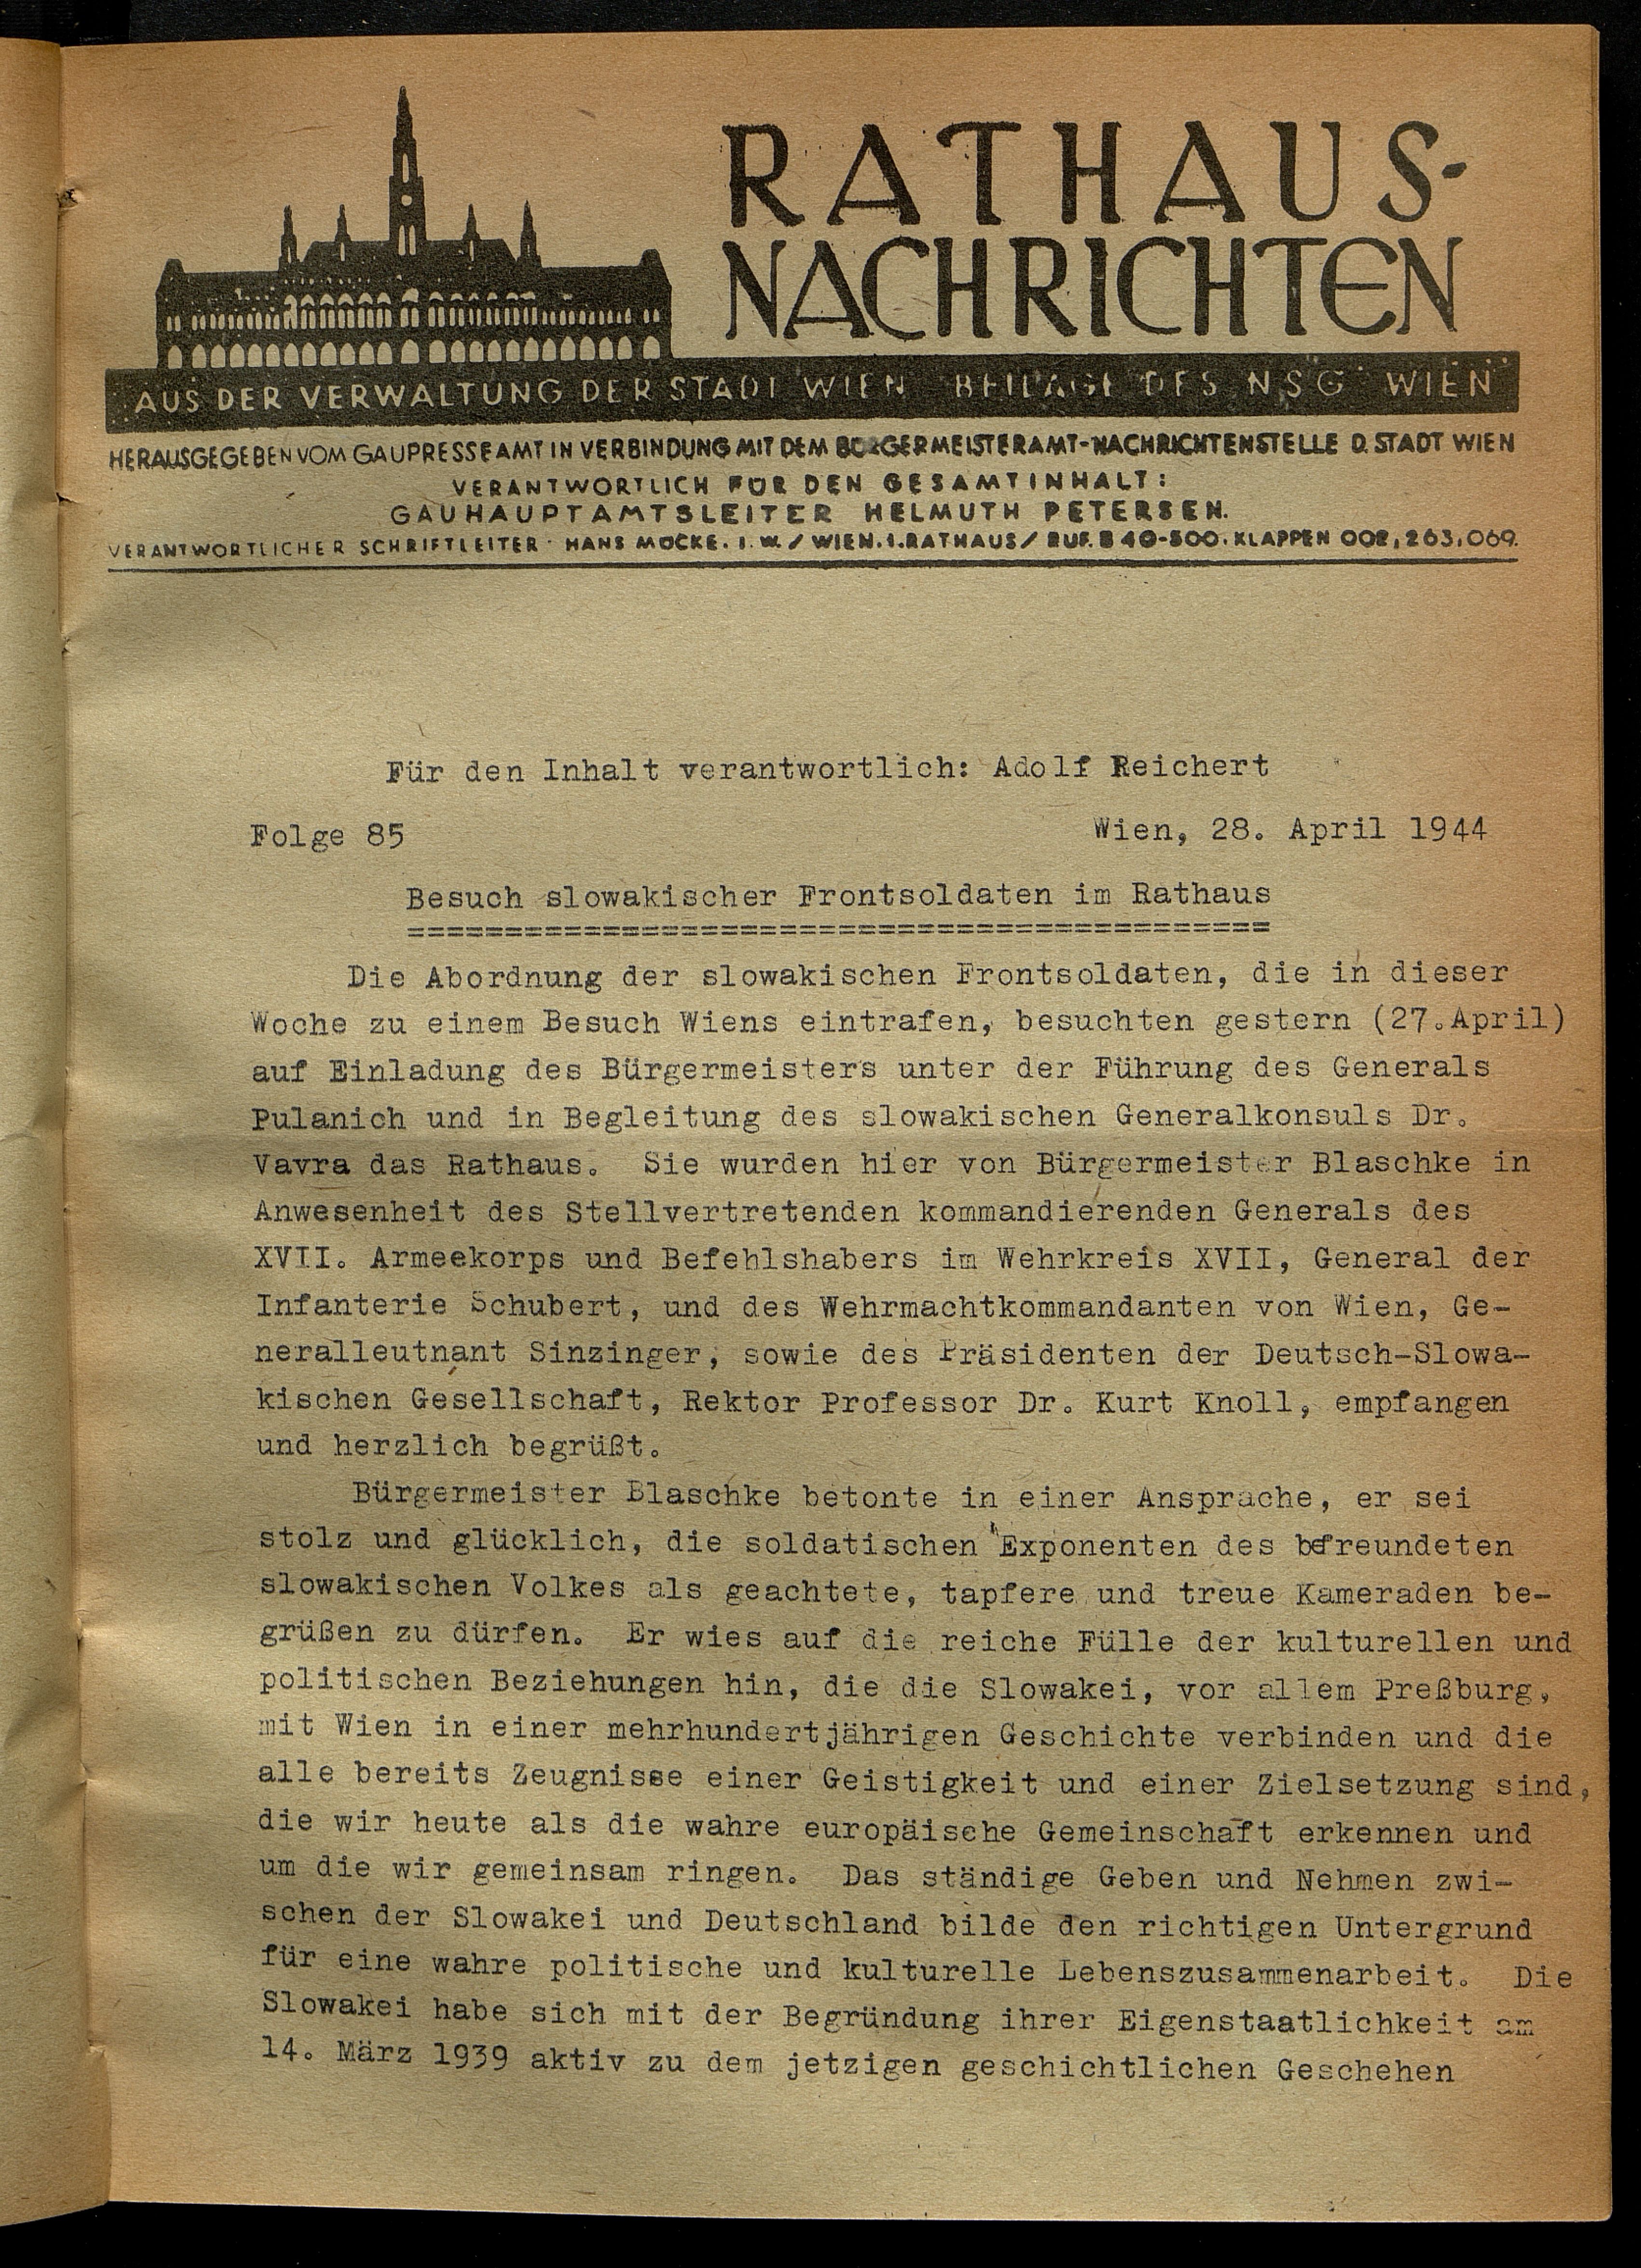 RATHAUS-
NACHRICHTEN
AUS DER VERWALTUNG DER STADT WIEN BEILAGE DES NSG WIEN
HERAUSGEGEBEN VOM GAUPRESSEAMT IN VERBINDUNG MIT DEM BÜRGERMEISTERAMT-NACHRICHTENSTELLE D. STADT WIEN
VERANTWORTLICH FÜR DEN GESAMTINHALT:
GAUHAUPTAMTSLEITER HELMUTH PETERSEN.
VERANTWORTLICHER SCHRIFTLEITER · HANS MÜCKE. I. W. / WIEN. 1. RATHAUS / RUF. B 40-500. KLAPPEN 002, 263, 069.
Für den Inhalt verantwortlich: Adolf Reichert
Folge 85 Wien, 28. April 1944
Besuch slowakischer Frontsoldaten im Rathaus
============================================
Die Abordnung der slowakischen Frontsoldaten, die in dieser
Woche zu einem Besuch Wiens eintrafen, besuchten gestern (27.April)
auf Einladung des Bürgermeisters unter der Führung des Generals
Pulanich und in Begleitung des slowakischen Generalkonsuls Dr.
Vavra das Rathaus. Sie wurden hier von Bürgermeister Blaschke in
Anwesenheit des Stellvertretenden kommandierenden Generals des
XVII. Armeekorps und Befehlshabers im Wehrkreis XVII, General der
Infanterie Schubert, und des Wehrmachtkommandanten von Wien, Ge-
neralleutnant Sinzinger, sowie des Präsidenten der Deutsch-Slowa-
kischen Gesellschaft, Rektor Professor Dr. Kurt Knoll, empfangen
und herzlich begrüßt.
Bürgermeister Blaschke betonte in einer Ansprache, er sei
stolz und glücklich, die soldatischen Exponenten des befreundeten
slowakischen Volkes als geachtete, tapfere und treue Kameraden be-
grüßen zu dürfen. Er wies auf die reiche Fülle der kulturellen und
politischen Beziehungen hin, die die Slowakei, vor allem Preßburg,
mit Wien in einer mehrhundertjährigen Geschichte verbinden und die
alle bereits Zeugnisse einer Geistigkeit und einer Zielsetzung sind,
die wir heute als die wahre europäische Gemeinschaft erkennen und
um die wir gemeinsam ringen. Das ständige Geben und Nehmen zwi-
schen der Slowakei und Deutschland bilde den richtigen Untergrund
für eine wahre politische und kulturelle Lebenszusammenarbeit. Die
Slowakei habe sich mit der Begründung ihrer Eigenstaatlichkeit am
14. März 1939 aktiv zu dem jetzigen geschichtlichen Geschehen